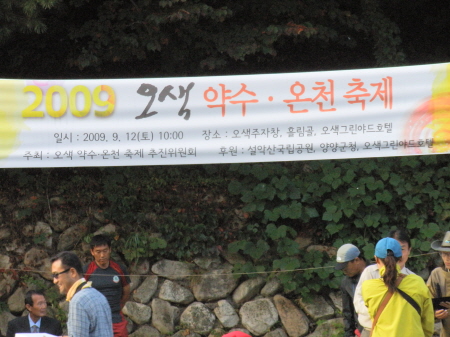 2009 오색 약수·온천 축제
일시 : 2009. 9. 12(토) 10:00 장소 : 오색주차장, 흘림골, 오색그린야드호텔
주최 : 오색 약수·온천 축제 추진위원회 후원 : 설악산국립공원, 양양군청, 오색그린야드호텔